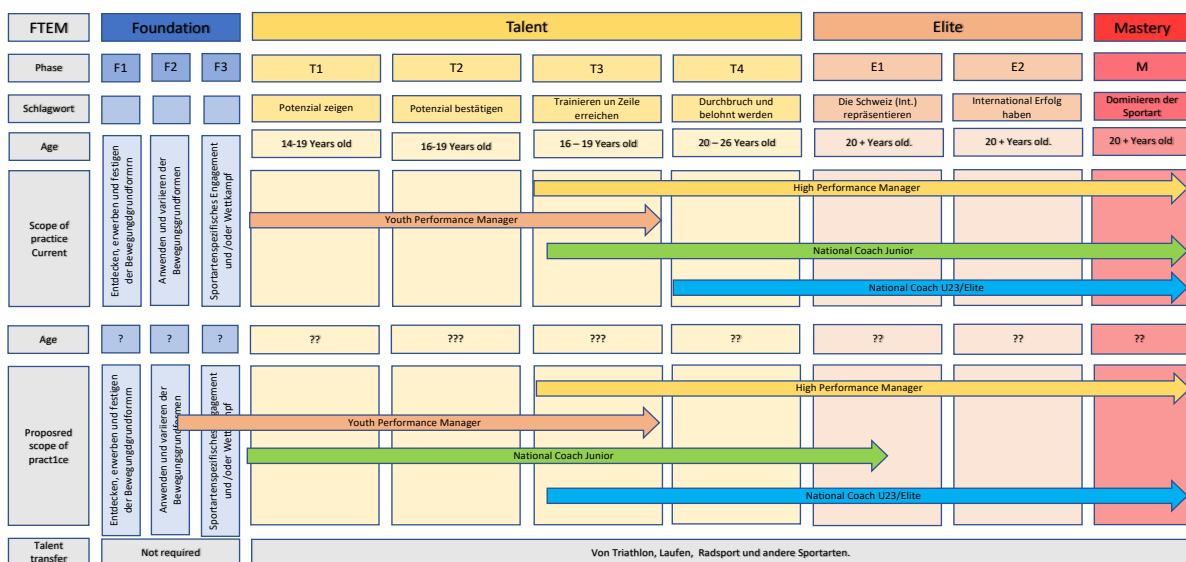 FTEM
Foundation
Talent
Elite
Mastery
Phase
F1
F2
F3
T1
T2
T3
T4
E1
E2
M
Schlagwort
Potenzial zeigen
Potenzial bestätigen
Trainieren un Zeile
erreichen
Durchbruch und
belohnt werden
Die Schweiz (Int.)
repräsentieren
International Erfolg
haben
Dominieren der
Sportart
Age
14-19 Years old
16-19 Years old
16 – 19 Years old
20 – 26 Years old
20 + Years old.
20 + Years old.
20 + Years old
Scope of
practice
Current
Entdecken, erwerben und festigen
der Bewegungdgrundformrn
Anwenden und variieren der
Bewegungsgrundformen
Sportartenspezifisches Engagement
und /oder Wettkampf
High Performance Manager
Youth Performance Manager
National Coach Junior
National Coach U23/Elite
Age
?
?
?
??
???
???
??
??
??
??
Proposred
scope of
pract1ce
Entdecken, erwerben und festigen
der Bewegungdgrundformm
Anwenden und variieren der
Bewegungsgrundformen
Sportartenspezifisches Engagement
und /oder Wettkampf
High Performance Manager
Youth Performance Manager
National Coach Junior
National Coach U23/Elite
Talent
transfer
Not required
Von Triathlon, Laufen, Radsport und andere Sportarten.